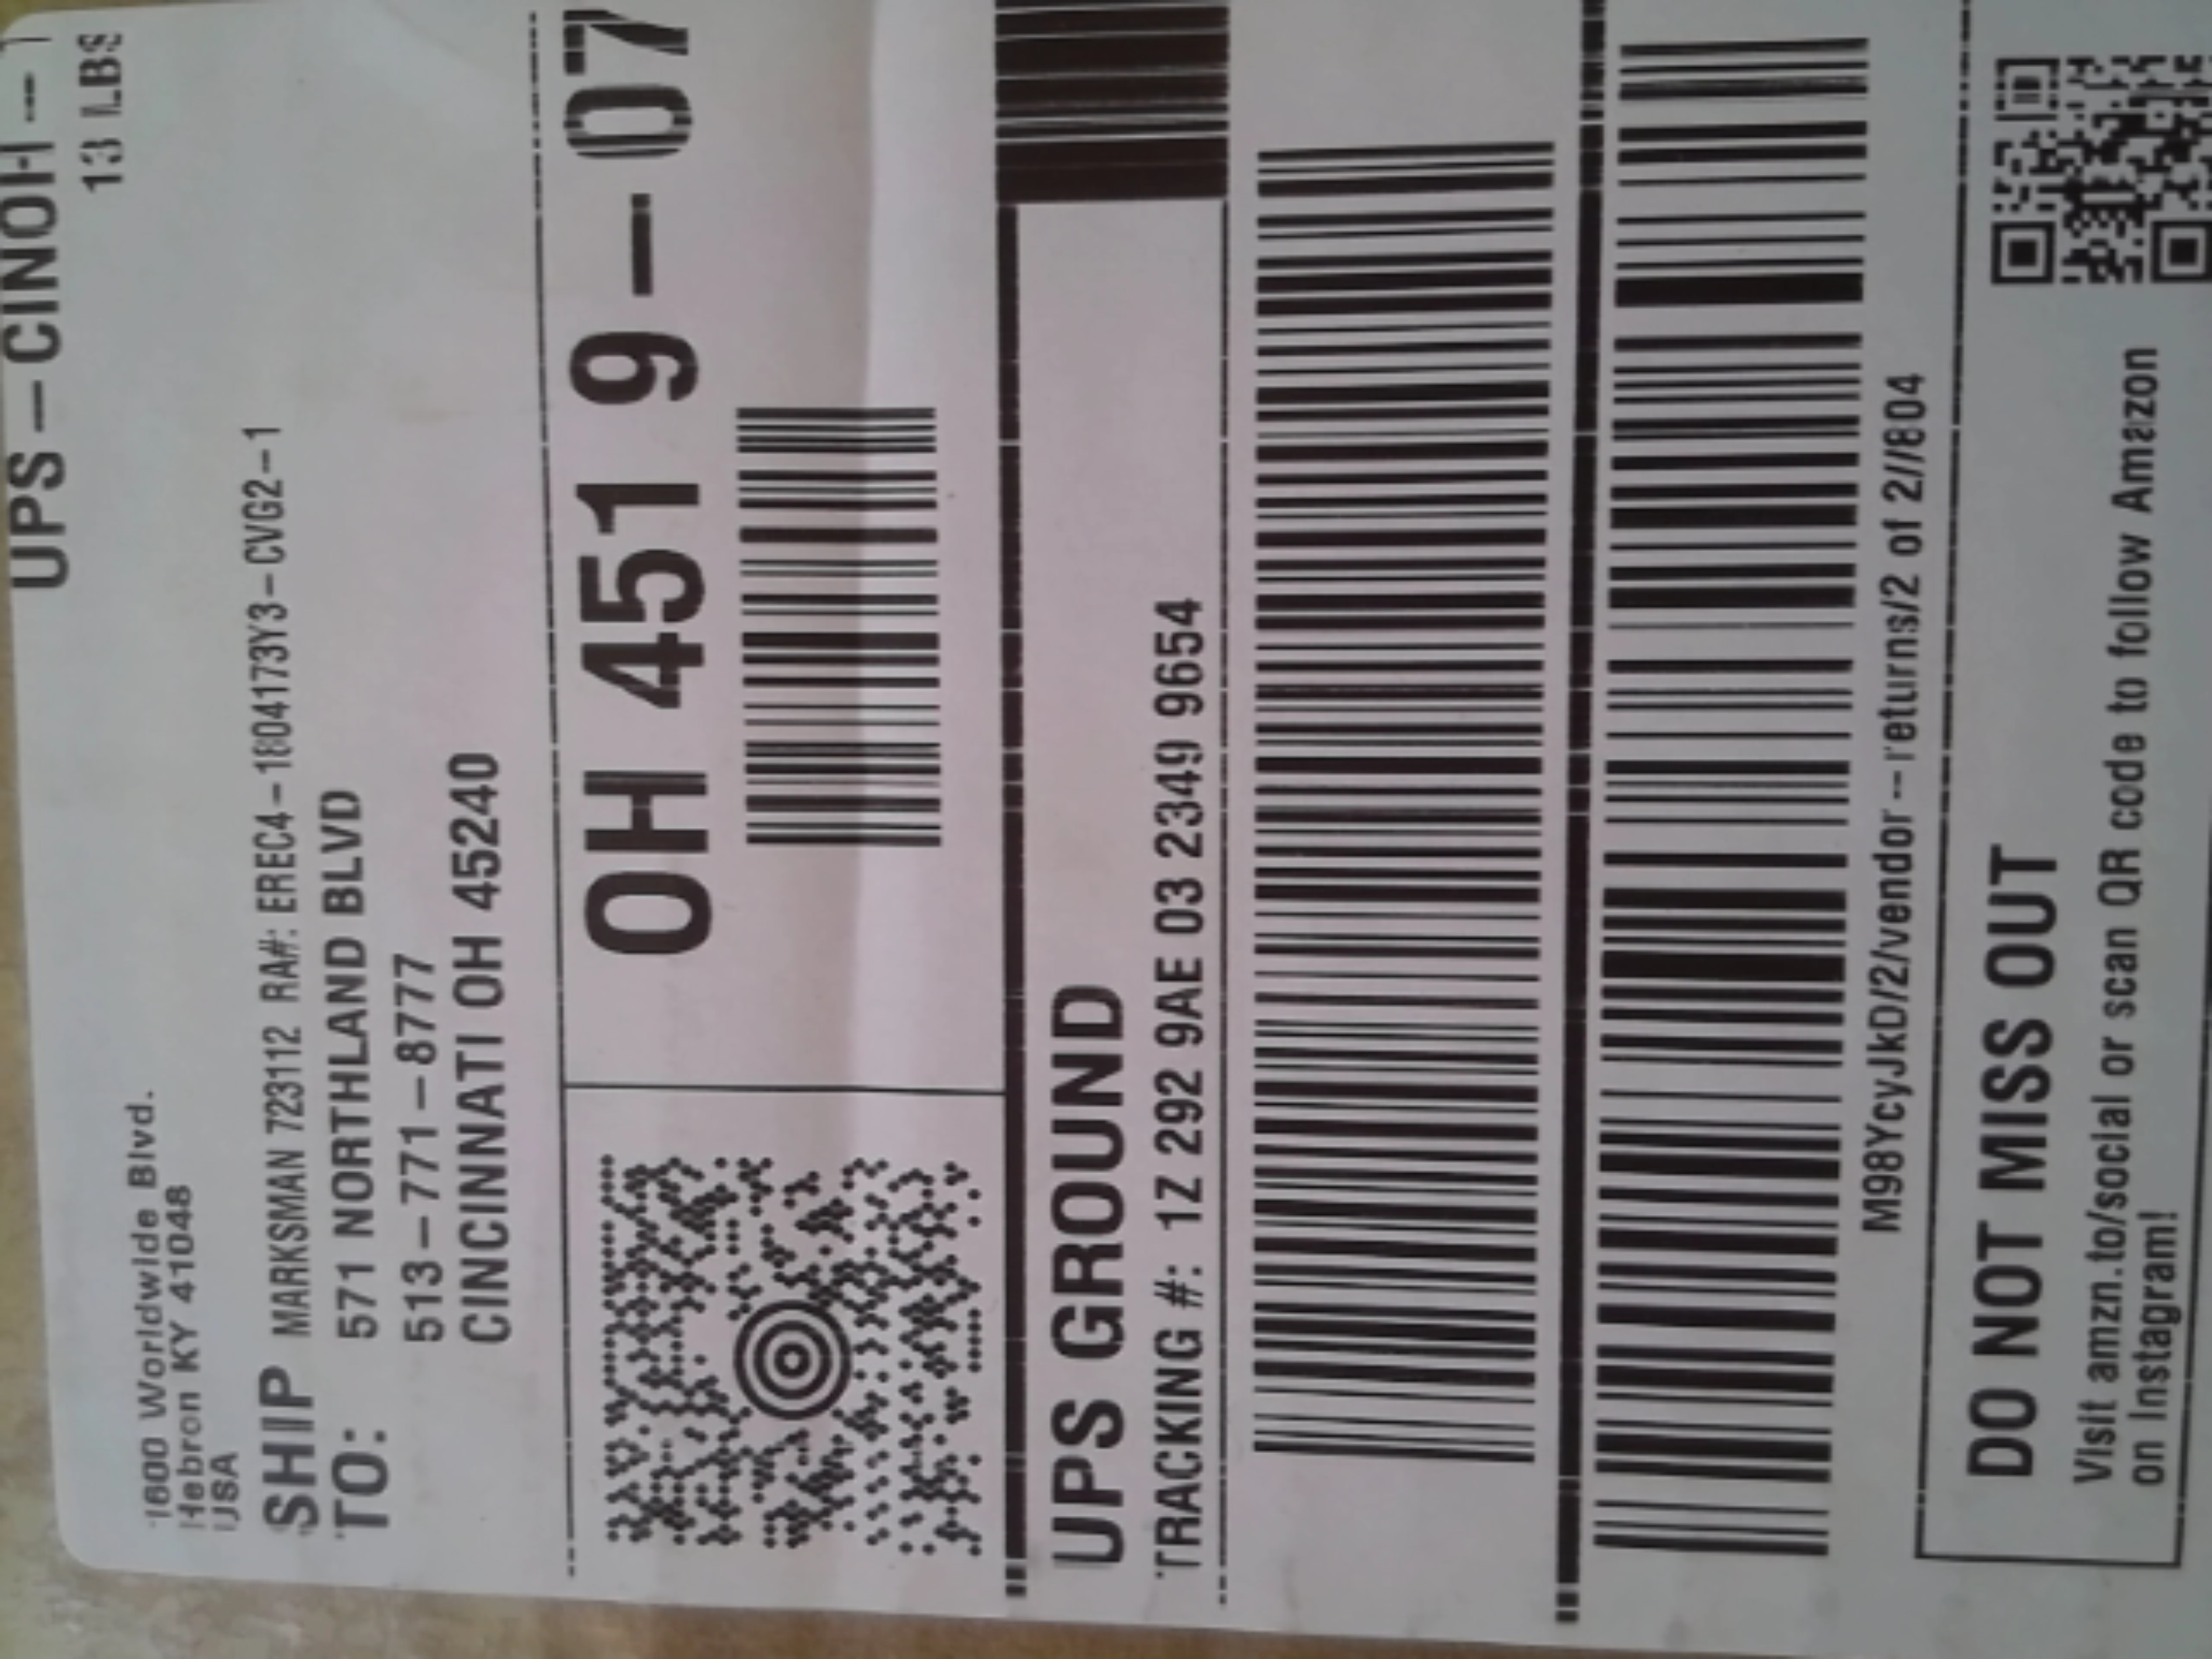 UPS – CINOH –
13 LBS
1600 Worldwide Blvd.
Hebron KY 41048
USA
SHIP TO:
MARKSMAN 723112 RA#: EREC4-1804173Y3-CVG2-1
571 NORTHLAND BLVD
513-771-8777
CINCINNATI OH 45240
OH 451 9-07
UPS GROUND
TRACKING #: 1Z 292 9AE 03 2349 9654
M98YcyJkD/2/vendor-returns/2 of 2//804
DO NOT MISS OUT
Visit amzn.to/social or scan QR code to follow Amazon
on Instagram!